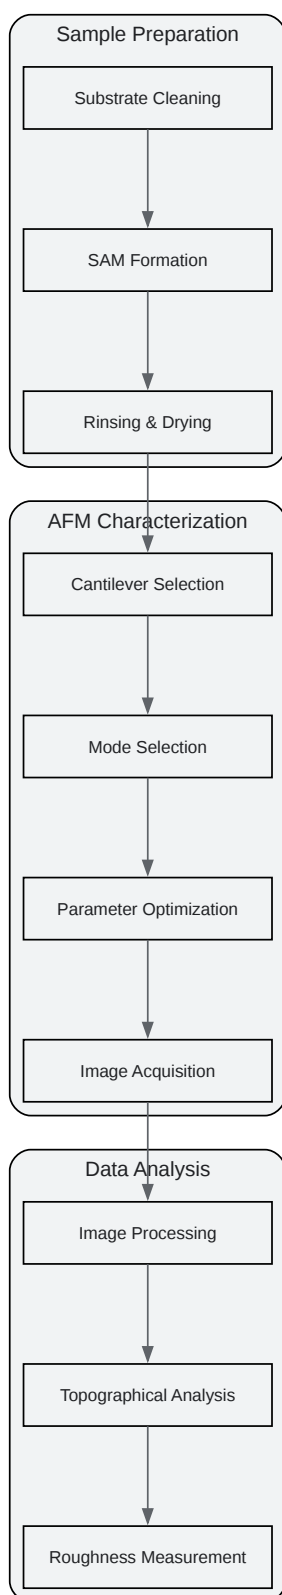 Sample Preparation
Substrate Cleaning
SAM Formation
Rinsing & Drying
AFM Characterization
Cantilever Selection
Mode Selection
Parameter Optimization
Image Acquisition
Data Analysis
Image Processing
Topographical Analysis
Roughness Measurement